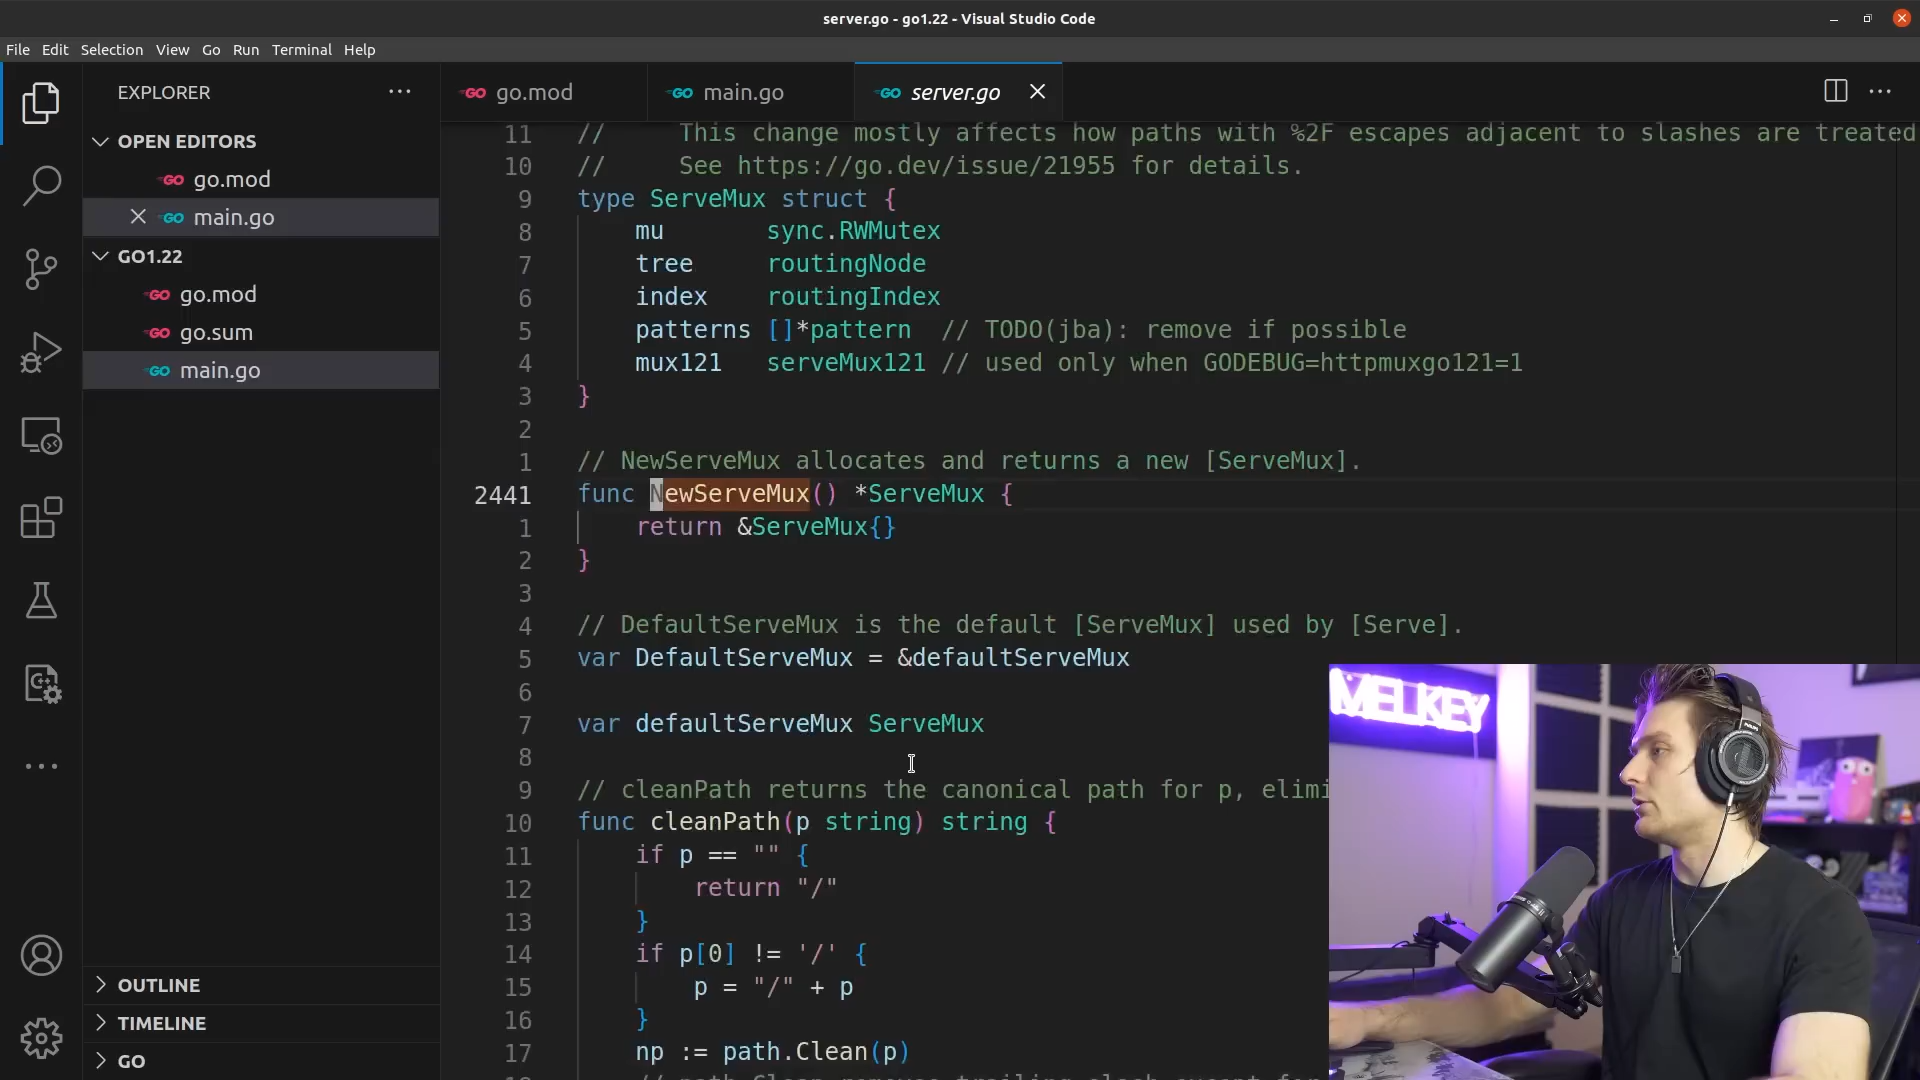 server.go - go1.22 - Visual Studio Code
File Edit Selection View Go Run Terminal Help
EXPLORER
OPEN EDITORS
GO go.mod
GO main.go
GO1.22
GO go.mod
GO go.sum
GO main.go
OUTLINE
TIMELINE
GO
GO go.mod
GO main.go
GO server.go
11 // This change mostly affects how paths with %2F escapes adjacent to slashes are treated
10 // See https://go.dev/issue/21955 for details.
9 type ServeMux struct {
8 mu sync.RWMutex
7 tree routingNode
6 index routingIndex
5 patterns []*pattern // TODO(jba): remove if possible
4 mux121 serveMux121 // used only when GODEBUG=httpmuxgo121=1
3 }
2
1 // NewServeMux allocates and returns a new [ServeMux].
2441 func NewServeMux() *ServeMux {
1 return &ServeMux{}
2 }
3
4 // DefaultServeMux is the default [ServeMux] used by [Serve].
5 var DefaultServeMux = &defaultServeMux
6
7 var defaultServeMux ServeMux
8
9 // cleanPath returns the canonical path for p, elimi
10 func cleanPath(p string) string {
11 if p == "" {
12 return "/"
13 }
14 if p[0] != '/' {
15 p = "/" + p
16 }
17 np := path.Clean(p)
MELKEY